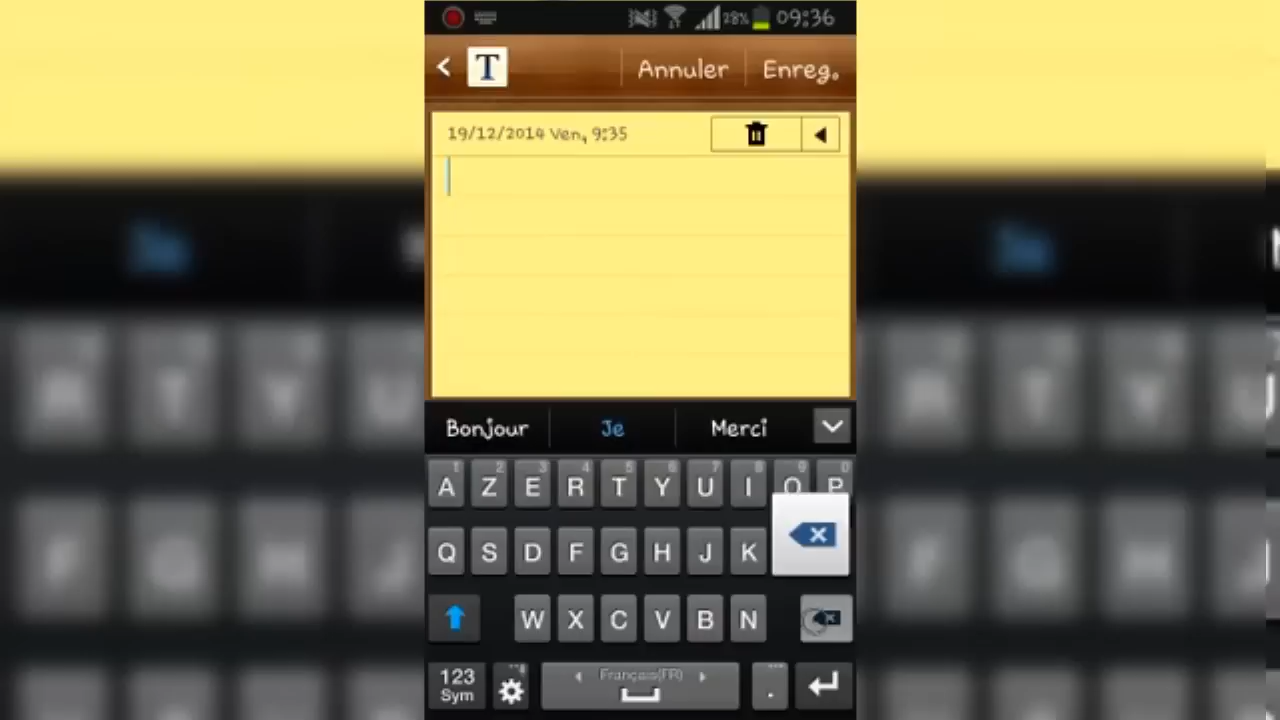 28% 09:36
T Annuler Enreg.
19/12/2014 Ven, 9:35
Bonjour Je Merci
1 2 3 4 5 6 7 8 9 0
A Z E R T Y U I O P
Q S D F G H J K
W X C V B N
123 Français(FR) .
Sym